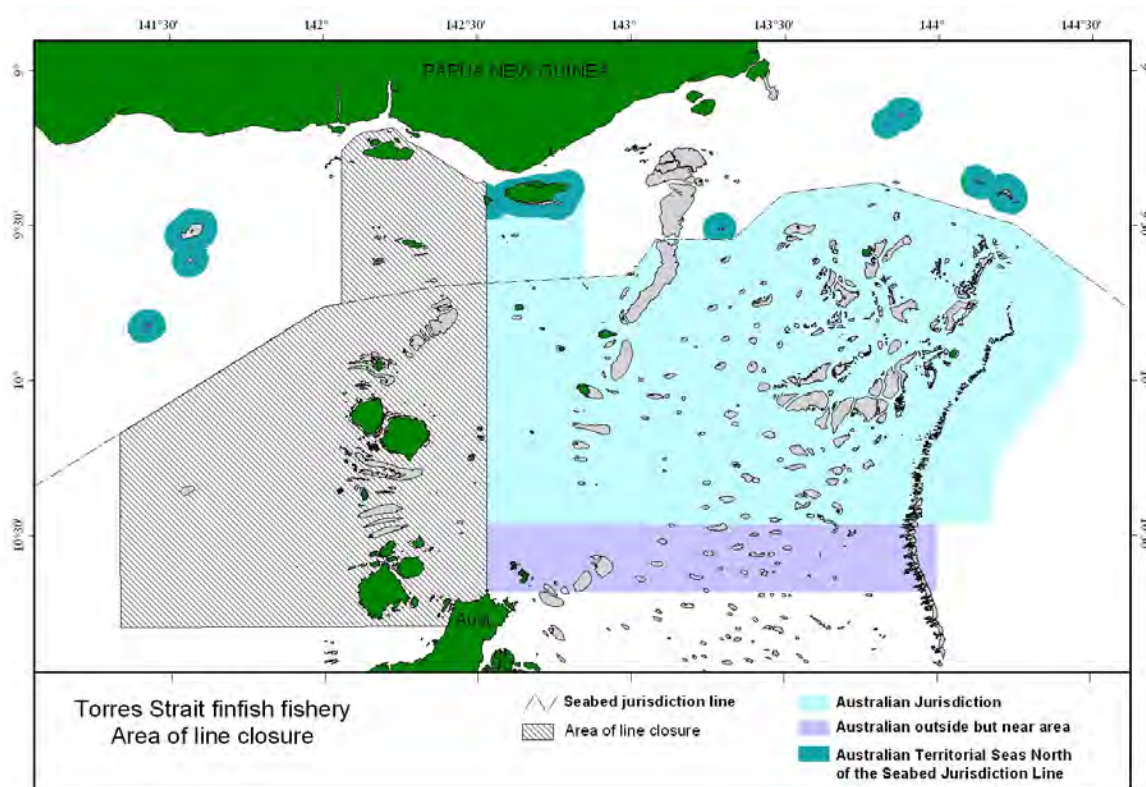 141°30' 142° 142°30' 143° 143°30' 144° 144°30'
9° 9°
PAPUA NEW GUINEA
9°30'
10°
10°30'
Aust.
Torres Strait finfish fishery
Area of line closure
Seabed jurisdiction line
Area of line closure
Australian Jurisdiction
Australian outside but near area
Australian Territorial Seas North
of the Seabed Jurisdiction Line